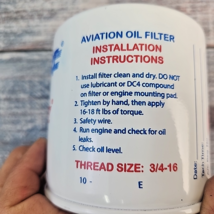 AVIATION OIL FILTER
INSTALLATION
INSTRUCTIONS
1. Install filter clean and dry. DO NOT
use lubricant or DC4 compound
on filter or engine mounting pad.
2. Tighten by hand, then apply
16-18 ft lbs of torque.
3. Safety wire.
4. Run engine and check for oil
leaks.
5. Check oil level.
THREAD SIZE: 3/4-16
10 - E
Date: